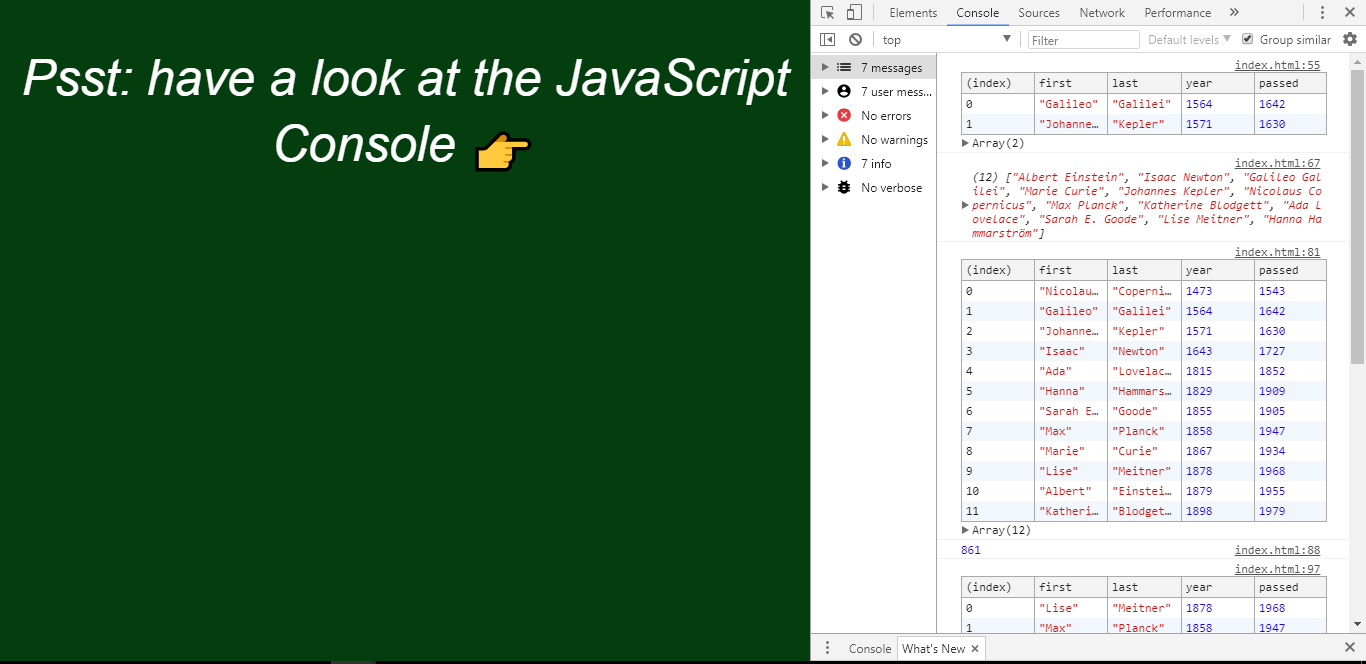 Psst: have a look at the JavaScript
Console 👉
Elements Console Sources Network Performance »
top ▼ Filter Default levels ▼ Group similar
7 messages
7 user mess...
No errors
No warnings
7 info
No verbose
index.html:55
(index) first last year passed
0 "Galileo" "Galilei" 1564 1642
1 "Johanne… "Kepler" 1571 1630
▶ Array(2)
index.html:67
(12) ["Albert Einstein", "Isaac Newton", "Galileo Gal
ilei", "Marie Curie", "Johannes Kepler", "Nicolaus Co
pernicus", "Max Planck", "Katherine Blodgett", "Ada L
ovelace", "Sarah E. Goode", "Lise Meitner", "Hanna Ha
mmarström"]
index.html:81
(index) first last year passed
0 "Nicolau… "Coperni… 1473 1543
1 "Galileo" "Galilei" 1564 1642
2 "Johanne… "Kepler" 1571 1630
3 "Isaac" "Newton" 1643 1727
4 "Ada" "Lovelac… 1815 1852
5 "Hanna" "Hammars… 1829 1909
6 "Sarah E… "Goode" 1855 1905
7 "Max" "Planck" 1858 1947
8 "Marie" "Curie" 1867 1934
9 "Lise" "Meitner" 1878 1968
10 "Albert" "Einstei… 1879 1955
11 "Katheri… "Blodget… 1898 1979
▶ Array(12)
861 index.html:88
index.html:97
(index) first last year passed
0 "Lise" "Meitner" 1878 1968
1 "Max" "Planck" 1858 1947
Console What's New ×